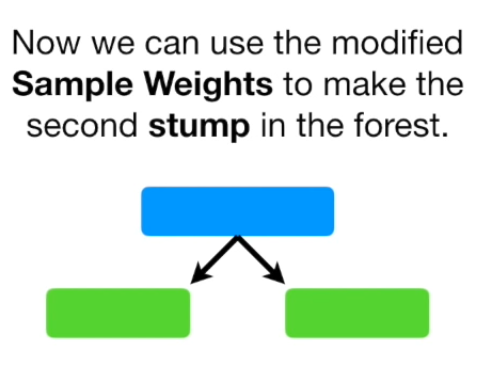 Now we can use the modified
Sample Weights to make the
second stump in the forest.